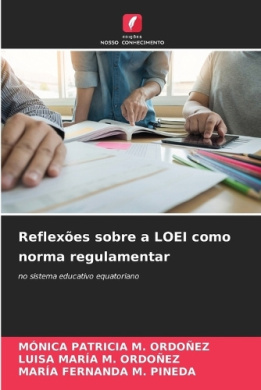 edições
NOSSO CONHECIMENTO
Reflexões sobre a LOEI como
norma regulamentar
no sistema educativo equatoriano
MÓNICA PATRICIA M. ORDOÑEZ
LUISA MARÍA M. ORDOÑEZ
MARÍA FERNANDA M. PINEDA